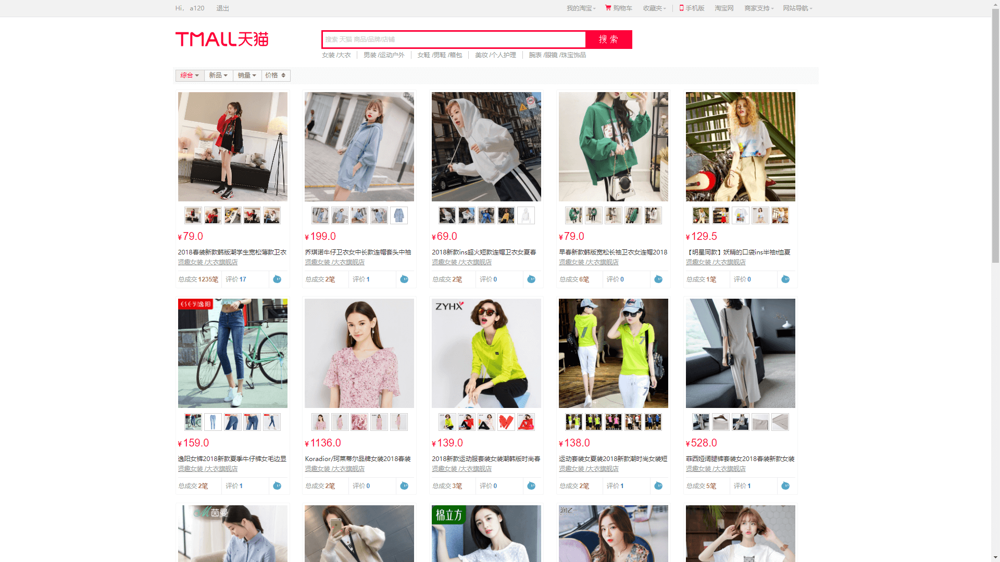 Hi， a120 退出 我的淘宝 购物车 收藏夹 手机版 淘宝网 商家支持 网站导航
TMALL天猫
搜索 天猫 商品/品牌/店铺 搜 索
女装 /大衣 男装 /运动户外 女鞋 /男鞋 /箱包 美妆 /个人护理 腕表 /眼镜 /珠宝饰品
综合 新品 销量 价格
¥79.0 ¥199.0 ¥69.0 ¥79.0 ¥129.5
2018春装新款韩版潮学生宽松薄款卫衣 乔琪诺牛仔卫衣女中长款连帽套头中袖 2018新款ins超火短款连帽卫衣女夏春 早春新款韩版宽松长袖卫衣女连帽2018 【明星同款】妖精的口袋ins半袖t恤夏
贤趣女装 /大衣旗舰店 贤趣女装 /大衣旗舰店 贤趣女装 /大衣旗舰店 贤趣女装 /大衣旗舰店 贤趣女装 /大衣旗舰店
总成交 1235笔 评价 17 总成交 2笔 评价 1 总成交 2笔 评价 0 总成交 6笔 评价 0 总成交 1笔 评价 0
ESE·Y逸阳 ZYHX
¥159.0 ¥1136.0 ¥139.0 ¥138.0 ¥528.0
逸阳女裤2018新款夏季牛仔裤女毛边显 Koradior/珂莱蒂尔品牌女装2018春装 2018新款运动服套装女装潮韩版时尚春 运动套装女夏装2018新款潮时尚女装短 菲西娅阔腿裤套装女2018春装新款女装
贤趣女装 /大衣旗舰店 贤趣女装 /大衣旗舰店 贤趣女装 /大衣旗舰店 贤趣女装 /大衣旗舰店 贤趣女装 /大衣旗舰店
总成交 2笔 评价 1 总成交 2笔 评价 0 总成交 3笔 评价 0 总成交 2笔 评价 1 总成交 5笔 评价 1
茵曼 棉立方 润乙